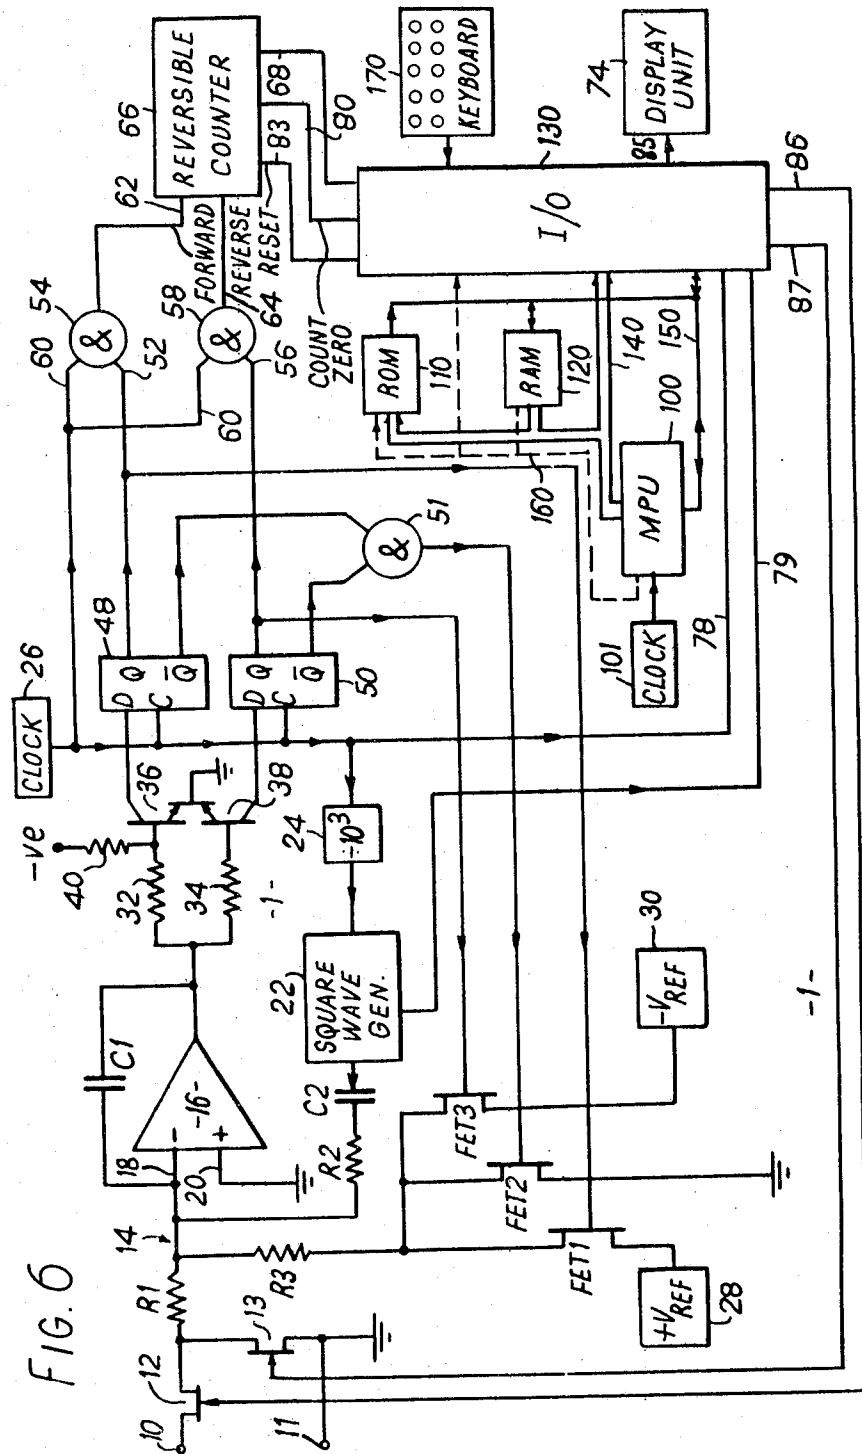 FIG. 6
10
12
11
13
R1
14
R3
18
20
-16-
C1
R2
C2
22
SQUARE
WAVE
GEN.
24
÷10³
CLOCK
26
-ve
40
32
34
36
38
-1-
D Q
C Q̅
48
D Q
C Q̅
50
&
51
60
52
&
54
60
56
&
58
62
FORWARD
64
REVERSE
66
REVERSIBLE
COUNTER
RESET
83
COUNT
ZERO
80
68
170
KEYBOARD
130
I/O
85
74
DISPLAY
UNIT
ROM
110
RAM
120
140
150
160
MPU
100
CLOCK
101
78
79
86
87
FET3
FET2
FET1
+VREF
28
-VREF
30
-1-